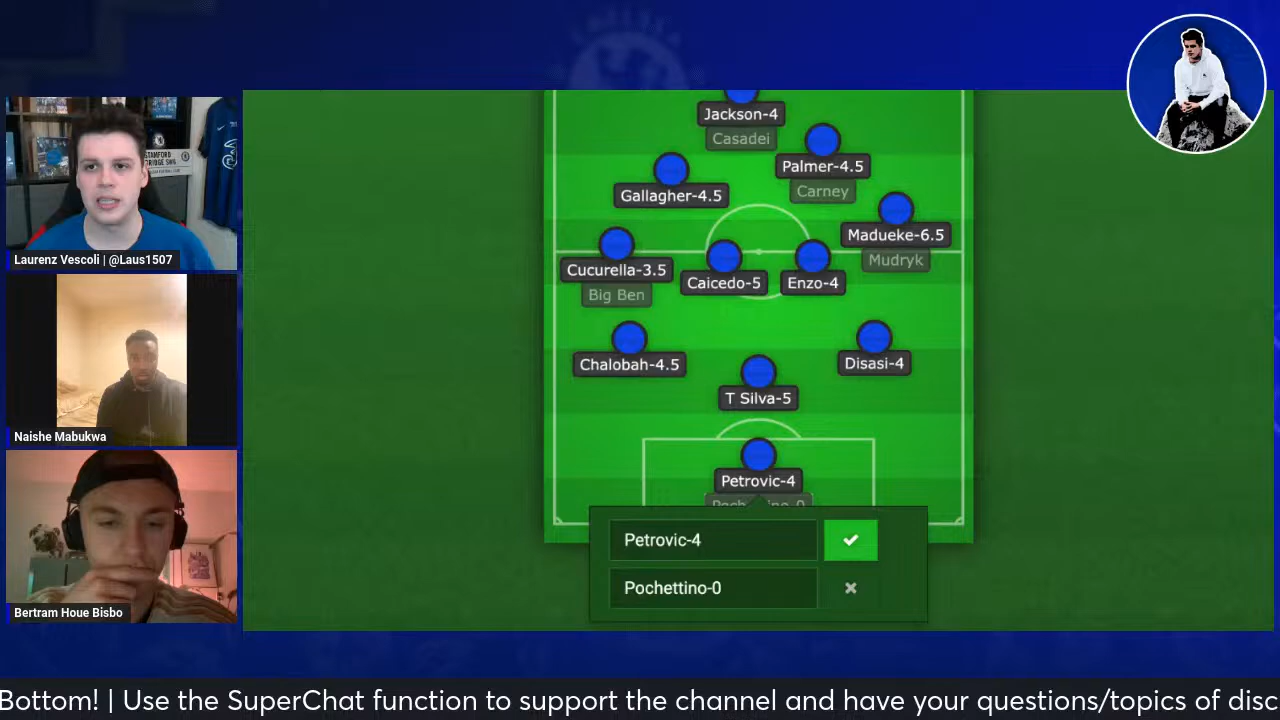 CHELSEA
STAMFORD
BRIDGE SW6
Laurenz Vescoli | @Laus1507
Naishe Mabukwa
Bertram Houe Bisbo
Jackson-4
Casadei
Palmer-4.5
Carney
Gallagher-4.5
Madueke-6.5
Mudryk
Cucurella-3.5
Big Ben
Caicedo-5
Enzo-4
Chalobah-4.5
Disasi-4
T Silva-5
Petrovic-4
Pochettino-0
Petrovic-4
Pochettino-0
Bottom! | Use the SuperChat function to support the channel and have your questions/topics of disc